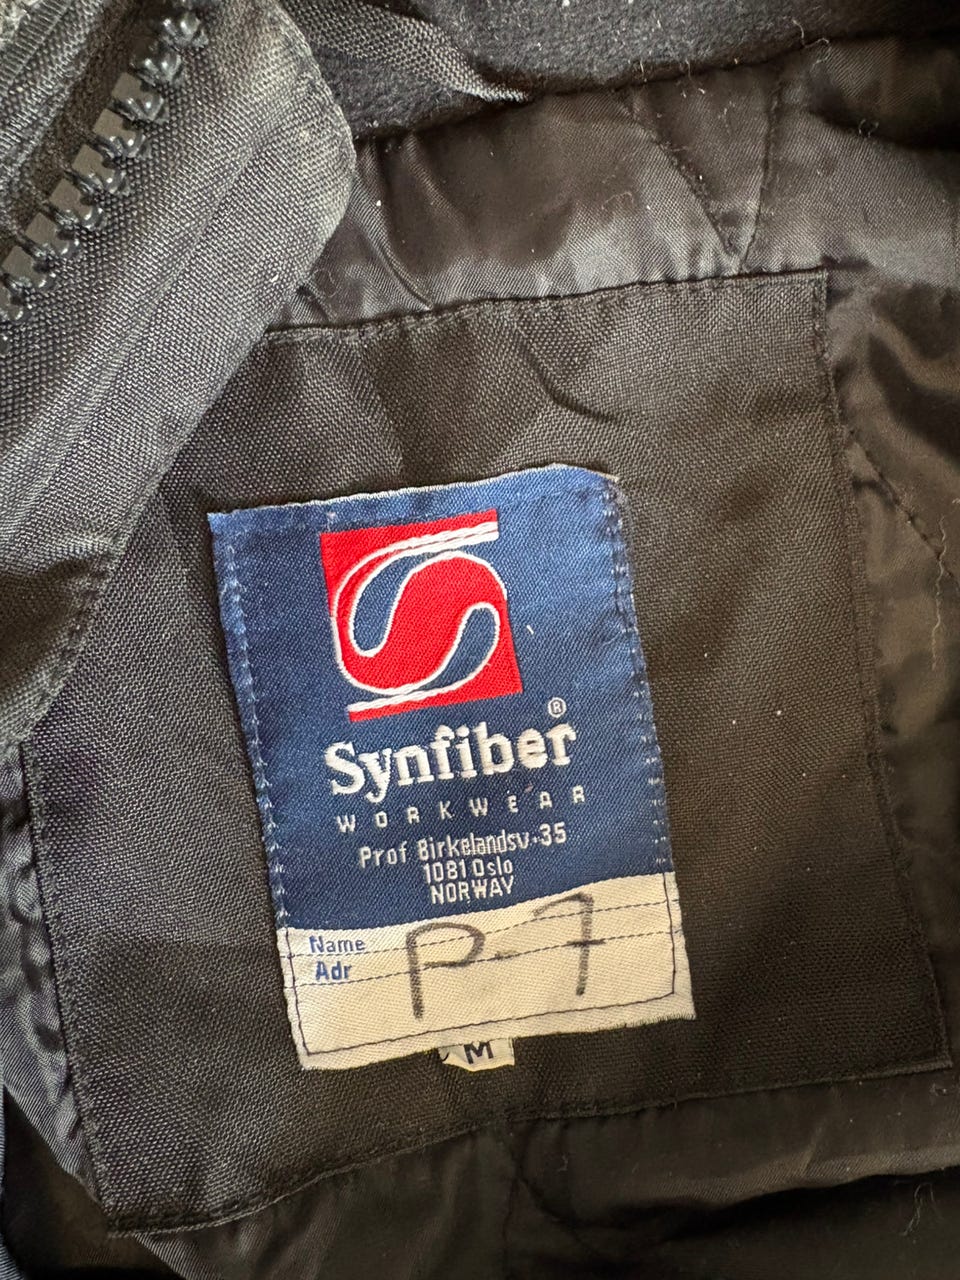 ®
Synfiber
WORKWEAR
Prof Birkelandsv.35
1081 Oslo
NORWAY
Name P-7
Adr
M